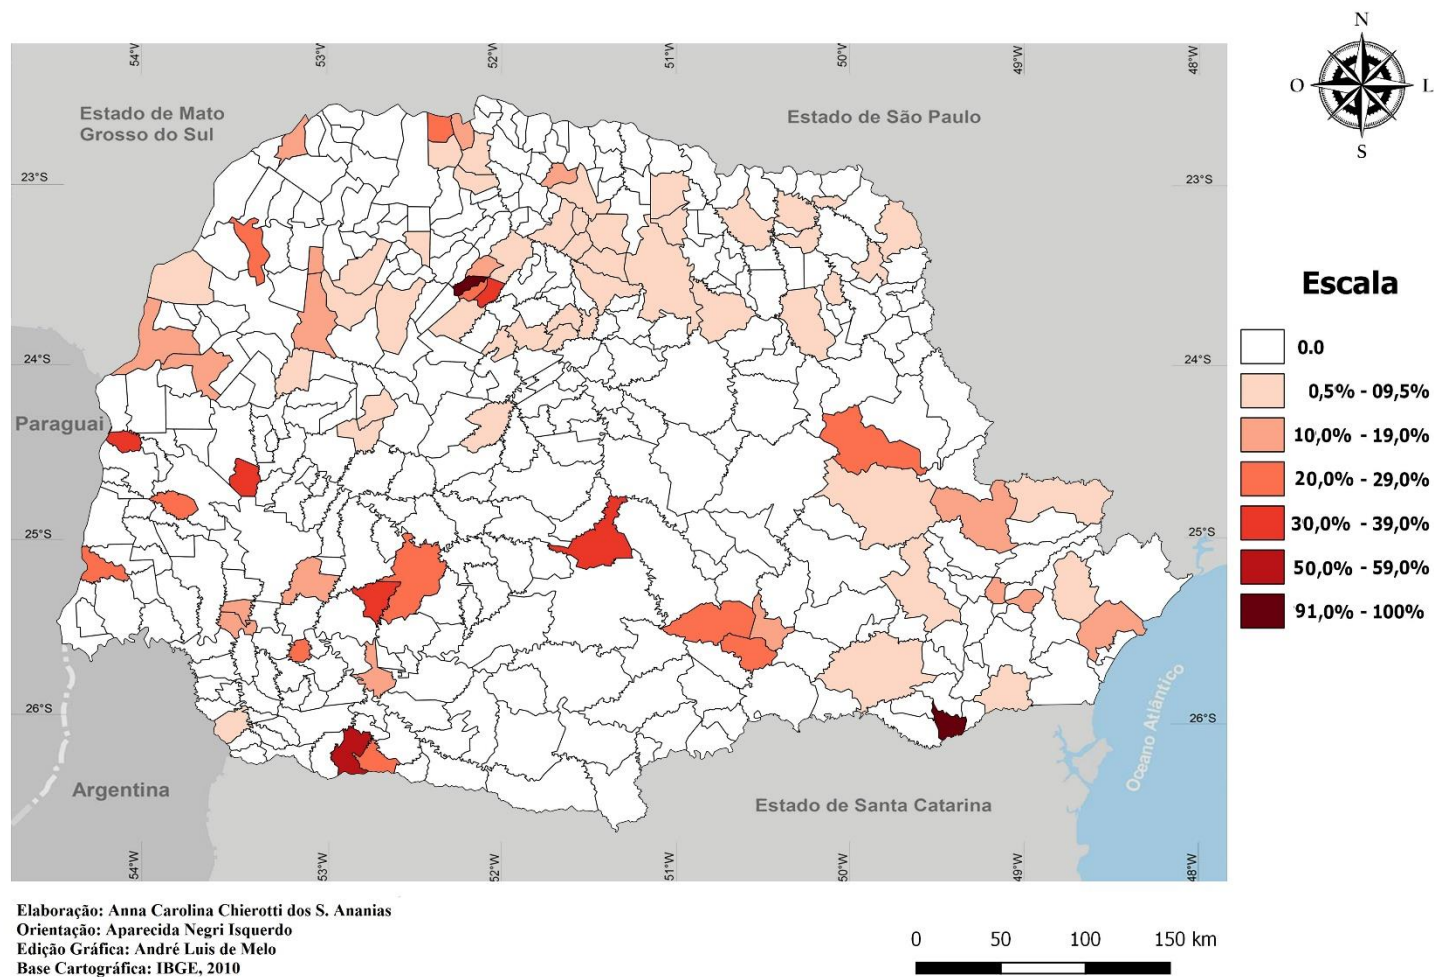 N
O
L
S
54°W
53°W
52°W
51°W
50°W
49°W
48°W
Estado de Mato
Grosso do Sul
Estado de São Paulo
23°S
23°S
Escala
0.0
0,5% - 09,5%
10,0% - 19,0%
20,0% - 29,0%
30,0% - 39,0%
50,0% - 59,0%
91,0% - 100%
24°S
24°S
Paraguai
25°S
25°S
26°S
26°S
Oceano Atlântico
Argentina
Estado de Santa Catarina
54°W
53°W
52°W
51°W
50°W
49°W
48°W
Elaboração: Anna Carolina Chierotti dos S. Ananias
Orientação: Aparecida Negri Isquerdo
Edição Gráfica: André Luis de Melo
Base Cartográfica: IBGE, 2010
0 50 100 150 km